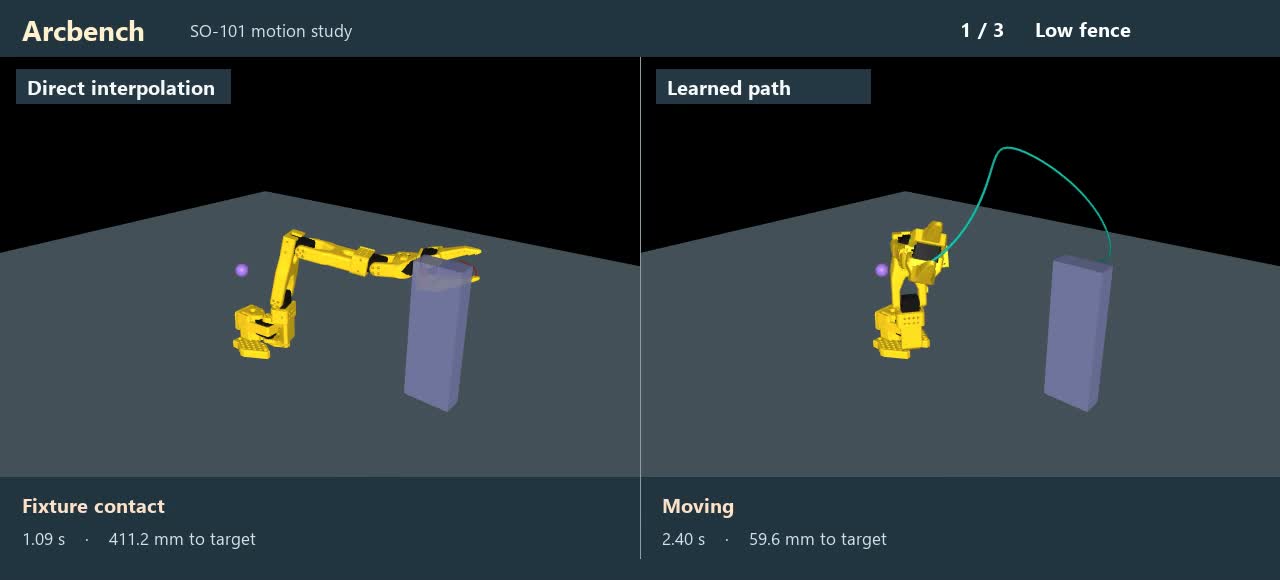 Arcbench
SO-101 motion study
1 / 3
Low fence
Direct interpolation
Learned path
Fixture contact
1.09 s · 411.2 mm to target
Moving
2.40 s · 59.6 mm to target